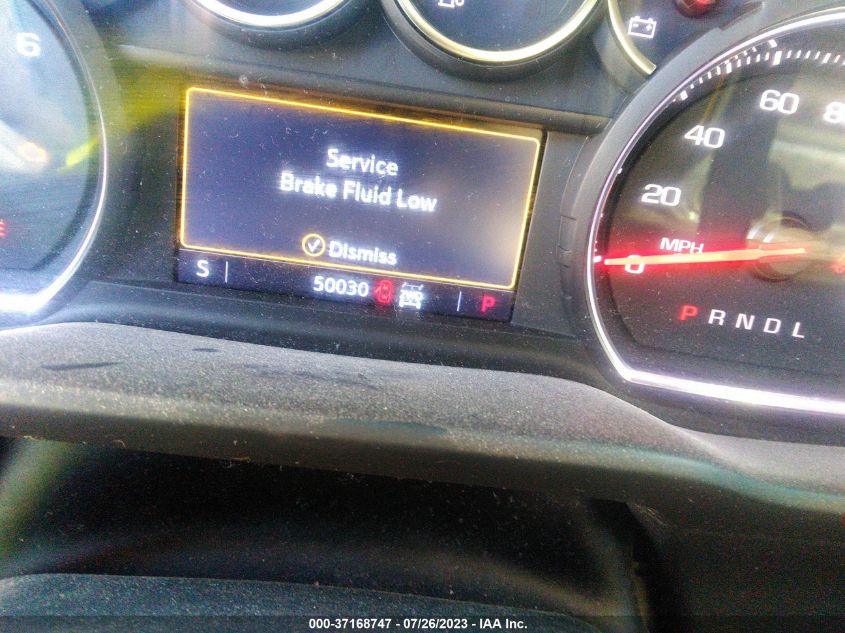 6
Service
Brake Fluid Low
Dismiss
S
50030
P
0 20 40 60 80
MPH
P R N D L
000-37168747 / 07/26/2023 - IAA Inc.